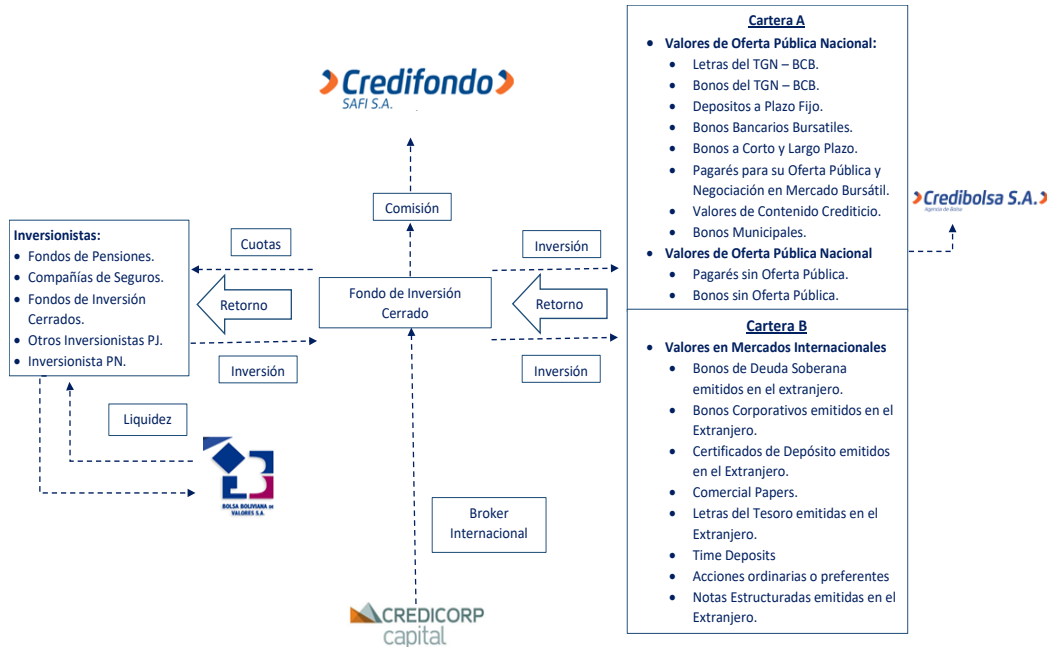 Credifondo
SAFI S.A.
Comisión
Inversionistas:
• Fondos de Pensiones.
• Compañías de Seguros.
• Fondos de Inversión
Cerrados.
• Otros Inversionistas PJ.
• Inversionista PN.
Cuotas
Retorno
Inversión
Liquidez
BOLSA BOLIVIANA DE
VALORES S.A.
Fondo de Inversión
Cerrado
Inversión
Retorno
Inversión
Broker
Internacional
CREDICORP
capital
Cartera A
• Valores de Oferta Pública Nacional:
• Letras del TGN – BCB.
• Bonos del TGN – BCB.
• Depositos a Plazo Fijo.
• Bonos Bancarios Bursatiles.
• Bonos a Corto y Largo Plazo.
• Pagarés para su Oferta Pública y
Negociación en Mercado Bursátil.
• Valores de Contenido Crediticio.
• Bonos Municipales.
• Valores de Oferta Pública Nacional
• Pagarés sin Oferta Pública.
• Bonos sin Oferta Pública.
Credibolsa S.A.
Agencia de Bolsa
Cartera B
• Valores en Mercados Internacionales
• Bonos de Deuda Soberana
emitidos en el extranjero.
• Bonos Corporativos emitidos en el
Extranjero.
• Certificados de Depósito emitidos
en el Extranjero.
• Comercial Papers.
• Letras del Tesoro emitidas en el
Extranjero.
• Time Deposits
• Acciones ordinarias o preferentes
• Notas Estructuradas emitidas en el
Extranjero.